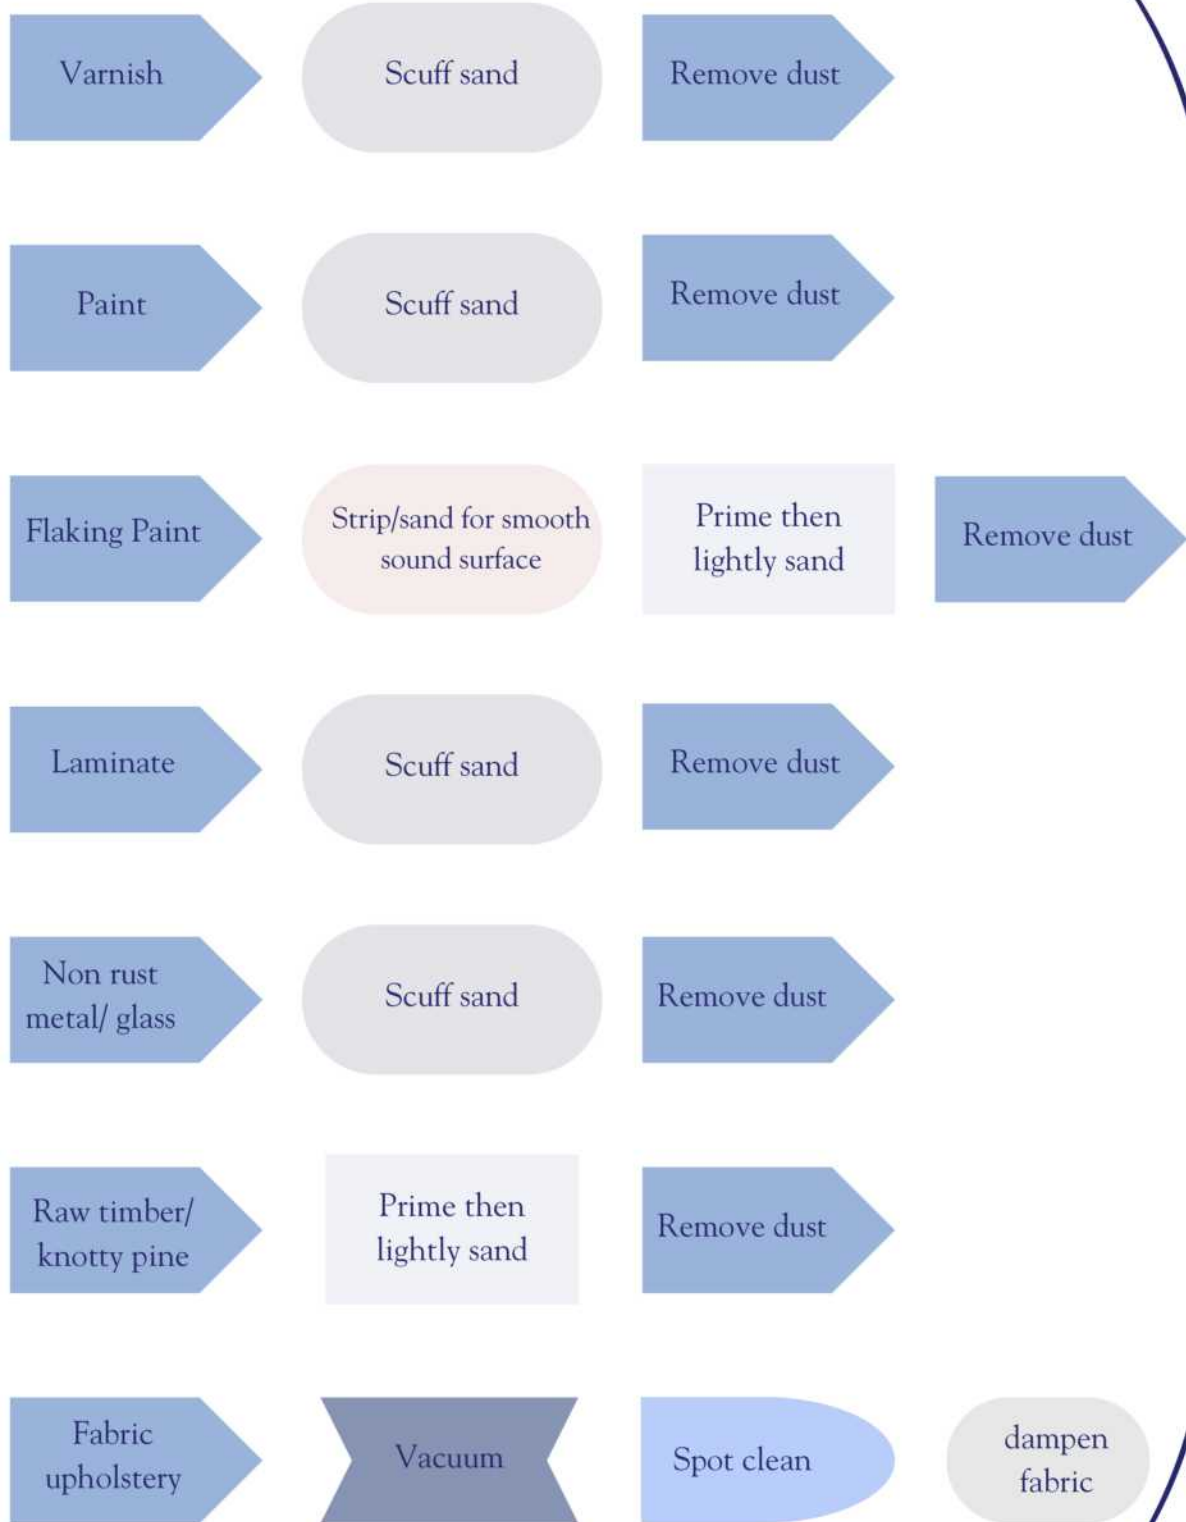 Varnish
Scuff sand
Remove dust
Paint
Scuff sand
Remove dust
Flaking Paint
Strip/sand for smooth
sound surface
Prime then
lightly sand
Remove dust
Laminate
Scuff sand
Remove dust
Non rust
metal/ glass
Scuff sand
Remove dust
Raw timber/
knotty pine
Prime then
lightly sand
Remove dust
Fabric
upholstery
Vacuum
Spot clean
dampen
fabric